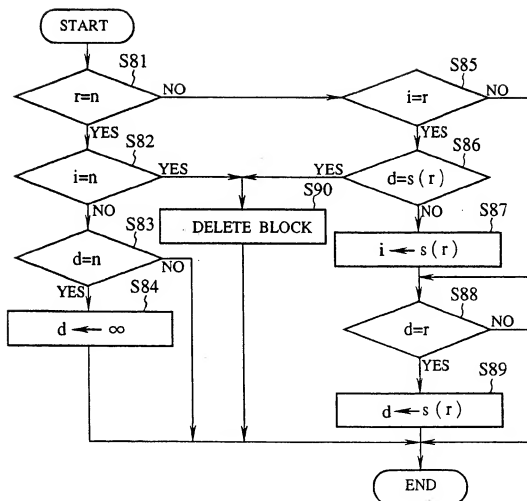 START
S81
r=n
NO
YES
S85
i=r
NO
YES
S82
i=n
YES
NO
S86
d=s(r)
YES
NO
S90
DELETE BLOCK
S83
d=n
NO
YES
S87
i ← s(r)
S84
d ← ∞
S88
d=r
NO
YES
S89
d ← s(r)
END